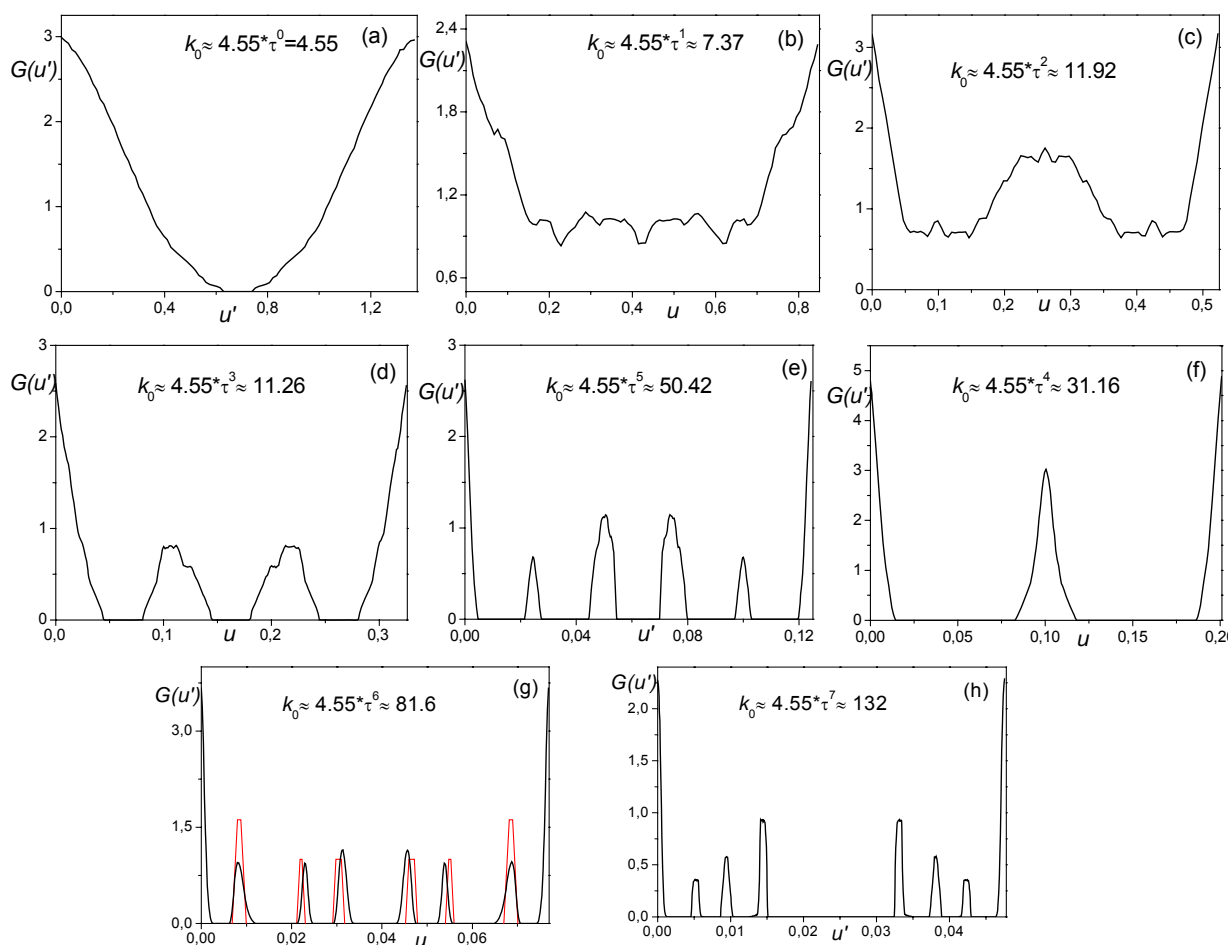 (a)
k₀≈ 4.55*τ⁰=4.55
G(u')
3
2
1
0
0,0 0,4 0,8 1,2
u'
(b)
k₀≈ 4.55*τ¹≈ 7.37
G(u')
2,4
1,8
1,2
0,6
0,0 0,2 0,4 0,6 0,8
u
(c)
k₀≈ 4.55*τ²≈ 11.92
G(u')
3
2
1
0
0,0 0,1 0,2 0,3 0,4 0,5
u
(d)
k₀≈ 4.55*τ³≈ 11.26
G(u')
3
2
1
0
0,0 0,1 0,2 0,3
u
(e)
k₀≈ 4.55*τ⁵≈ 50.42
G(u')
3
2
1
0
0,00 0,04 0,08 0,12
u'
(f)
k₀≈ 4.55*τ⁴≈ 31.16
G(u')
5
4
3
2
1
0
0,00 0,05 0,10 0,15 0,20
u
(g)
k₀≈ 4.55*τ⁶≈ 81.6
G(u')
3,0
1,5
0,0
0,00 0,02 0,04 0,06
u
(h)
k₀≈ 4.55*τ⁷≈ 132
G(u')
2,0
1,5
1,0
0,5
0,0
0,00 0,02 0,04
u'